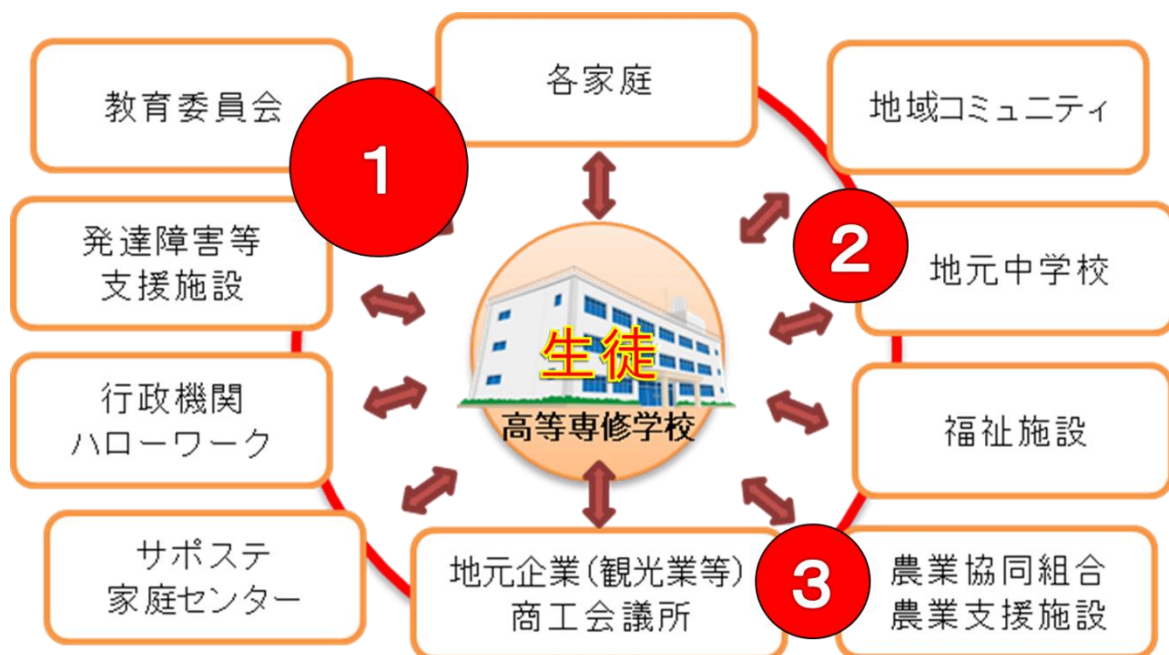 各家庭
教育委員会
1
地域コミュニティ
発達障害等
支援施設
2
地元中学校
生徒
高等専修学校
行政機関
ハローワーク
福祉施設
サポステ
家庭センター
地元企業(観光業等)
商工会議所
3
農業協同組合
農業支援施設